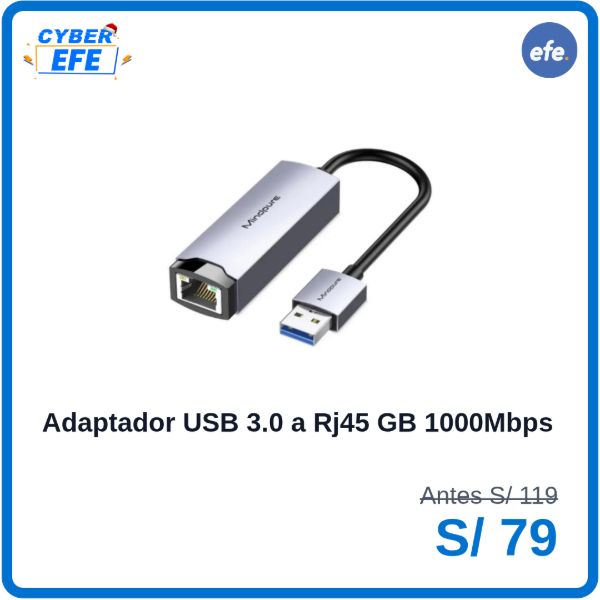 CYBER
EFE
efe.
Mindpure
Mindpure
Adaptador USB 3.0 a Rj45 GB 1000Mbps
Antes S/ 119
S/ 79